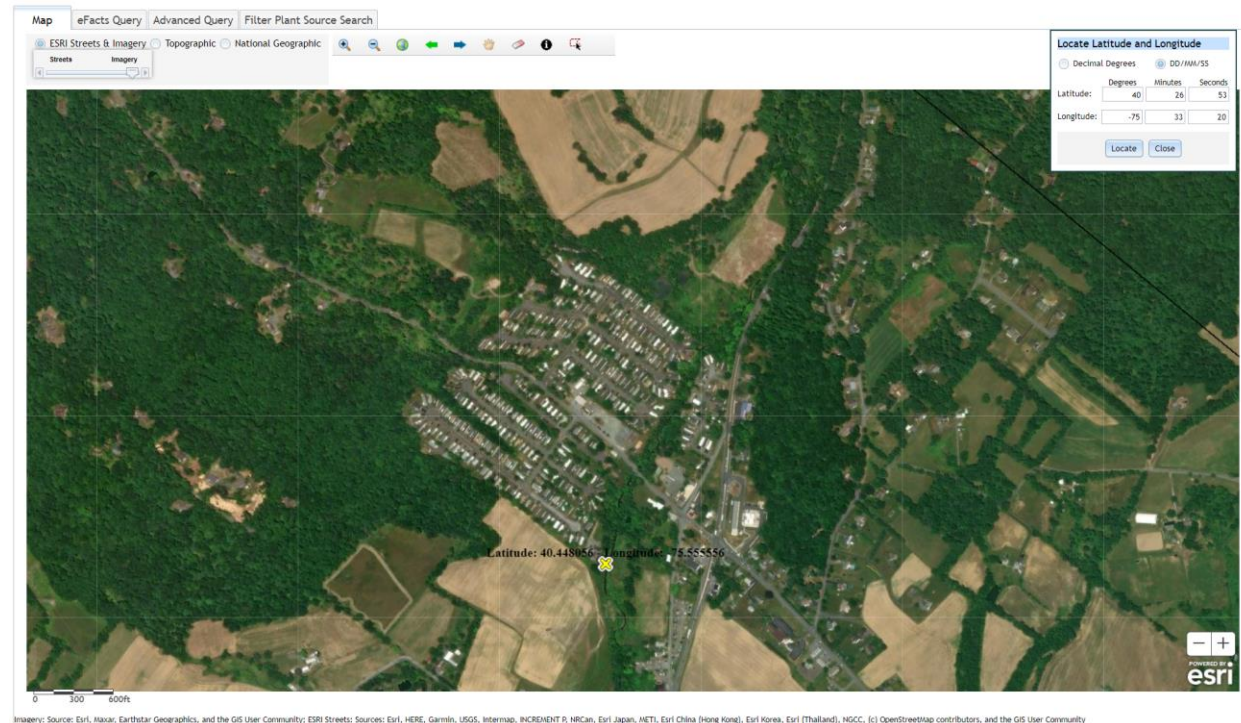 Map eFacts Query Advanced Query Filter Plant Source Search
ESRI Streets & Imagery Topographic National Geographic
Streets Imagery
Locate Latitude and Longitude
Decimal Degrees DD/MM/SS
Degrees Minutes Seconds
Latitude: 40 26 53
Longitude: -75 33 20
Locate Close
Latitude: 40.448056 Longitude: -75.555556
POWERED BY
esri
0 300 600ft
Imagery: Source: Esri, Maxar, Earthstar Geographics, and the GIS User Community; ESRI Streets: Sources: Esri, HERE, Garmin, USGS, Intermap, INCREMENT P, NRCan, Esri Japan, METI, Esri China (Hong Kong), Esri Korea, Esri (Thailand), NGCC, (c) OpenStreetMap contributors, and the GIS User Community